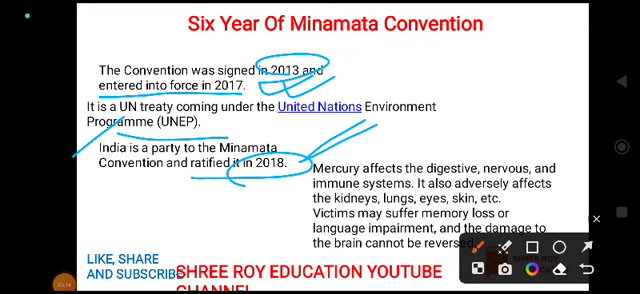 Six Year Of Minamata Convention
The Convention was signed in 2013 and
entered into force in 2017.
It is a UN treaty coming under the United Nations Environment
Programme (UNEP).
India is a party to the Minamata
Convention and ratified it in 2018.
Mercury affects the digestive, nervous, and
immune systems. It also adversely affects
the kidneys, lungs, eyes, skin, etc.
Victims may suffer memory loss or
language impairment, and the damage to
the brain cannot be reversed.
LIKE, SHARE
AND SUBSCRIBE
SHREE ROY EDUCATION YOUTUBE
CHANNEL